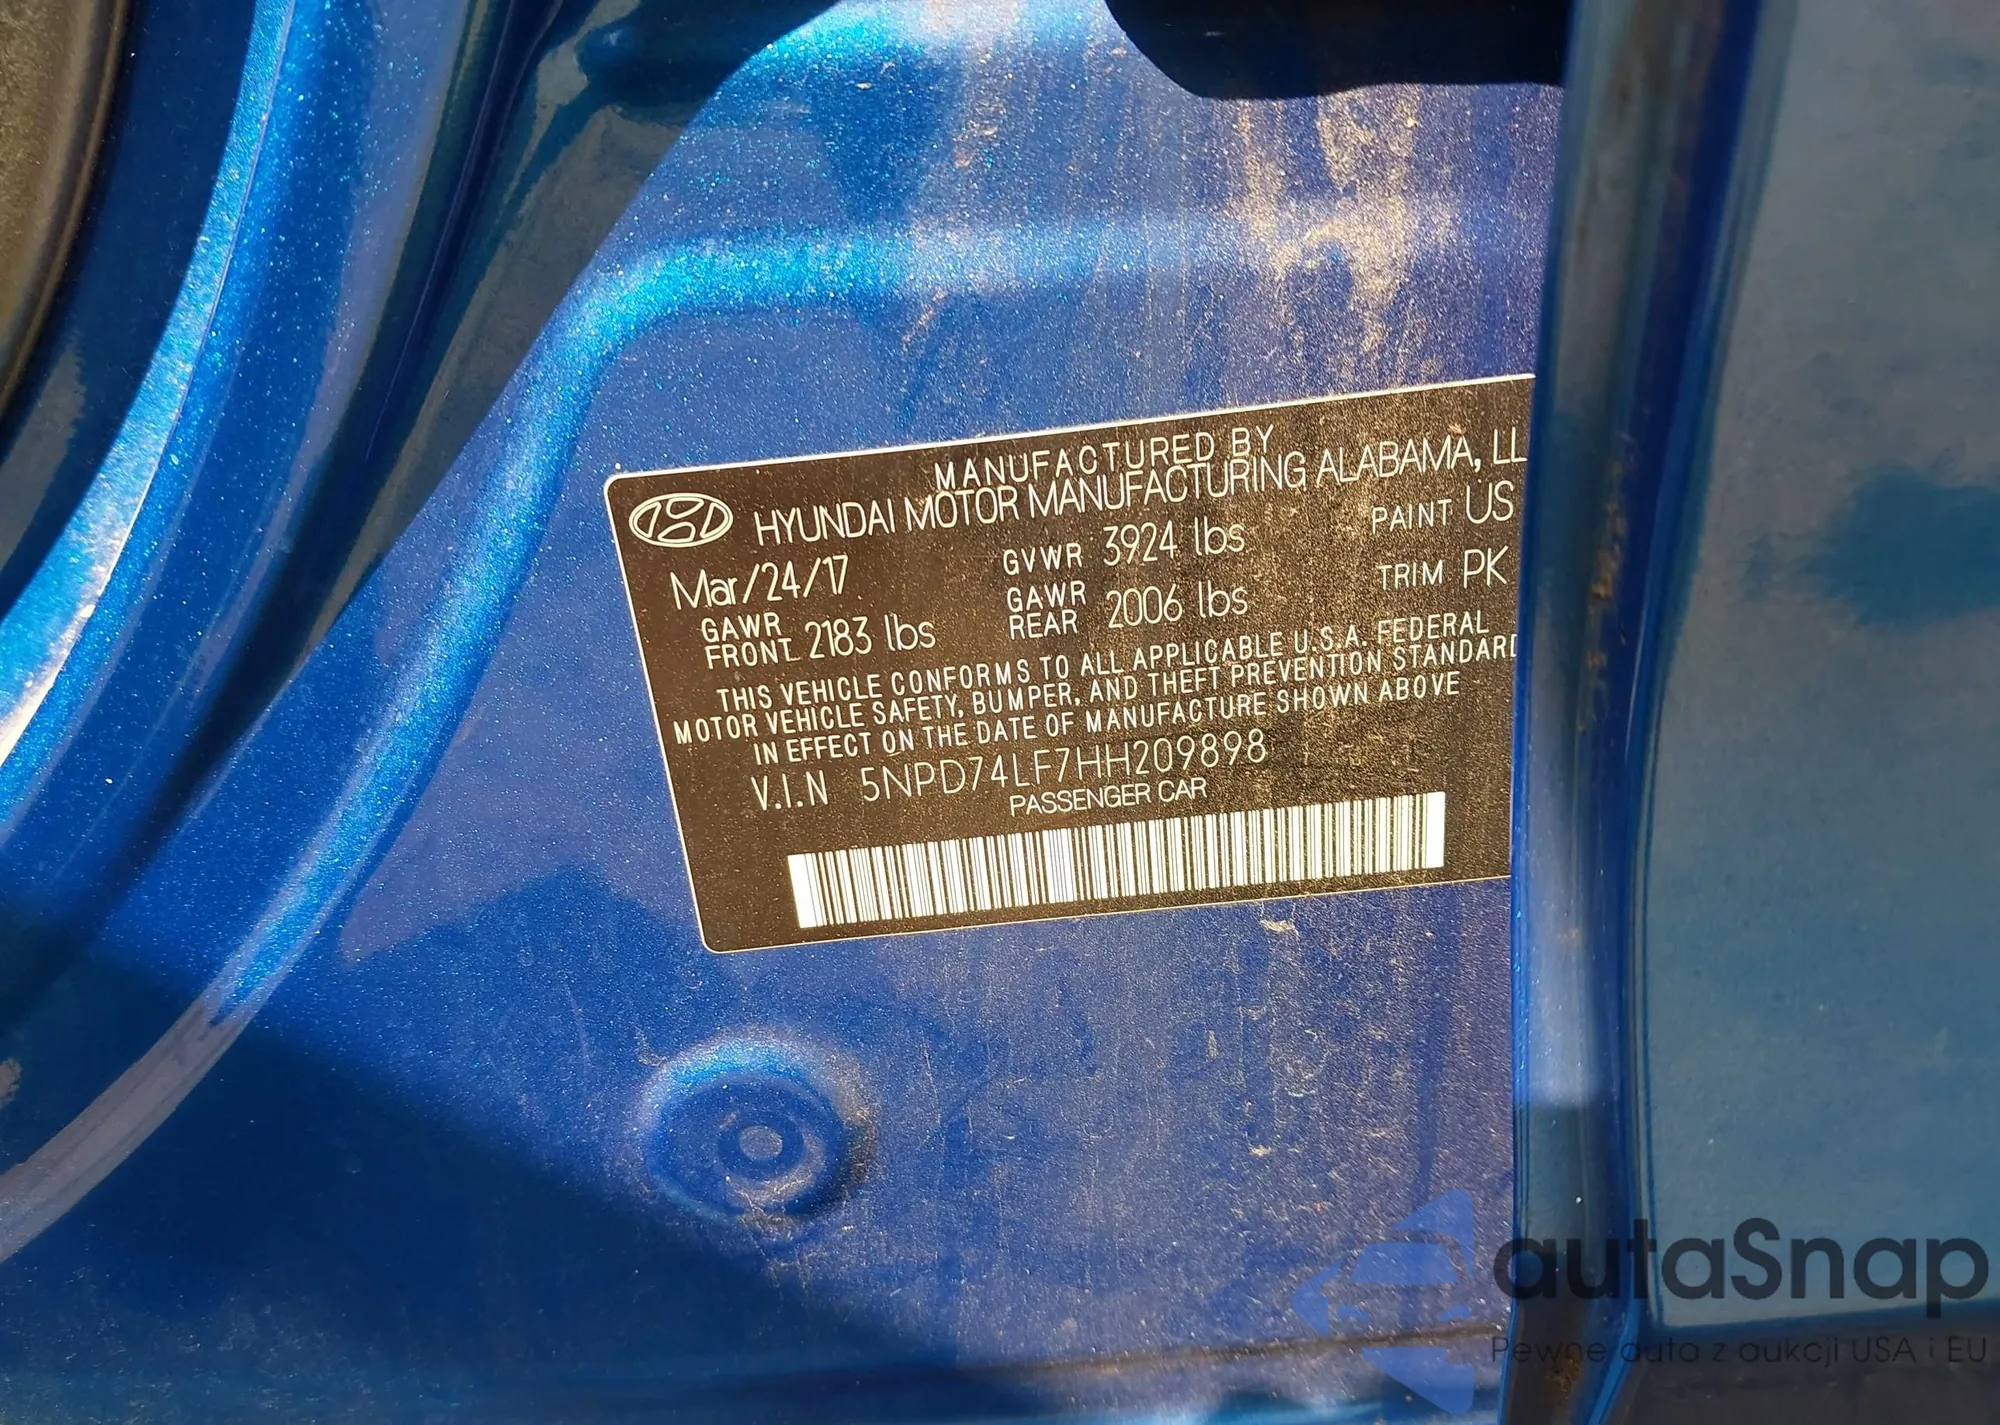 MANUFACTURED BY
HYUNDAI MOTOR MANUFACTURING ALABAMA, LL
Mar/24/17 GVWR 3924 lbs PAINT US
GAWR FRONT 2183 lbs GAWR REAR 2006 lbs TRIM PK
THIS VEHICLE CONFORMS TO ALL APPLICABLE U.S.A. FEDERAL
MOTOR VEHICLE SAFETY, BUMPER, AND THEFT PREVENTION STANDARD
IN EFFECT ON THE DATE OF MANUFACTURE SHOWN ABOVE
V.I.N 5NPD74LF7HH209898
PASSENGER CAR
autaSnap
Pewne auta z aukcji USA i EU